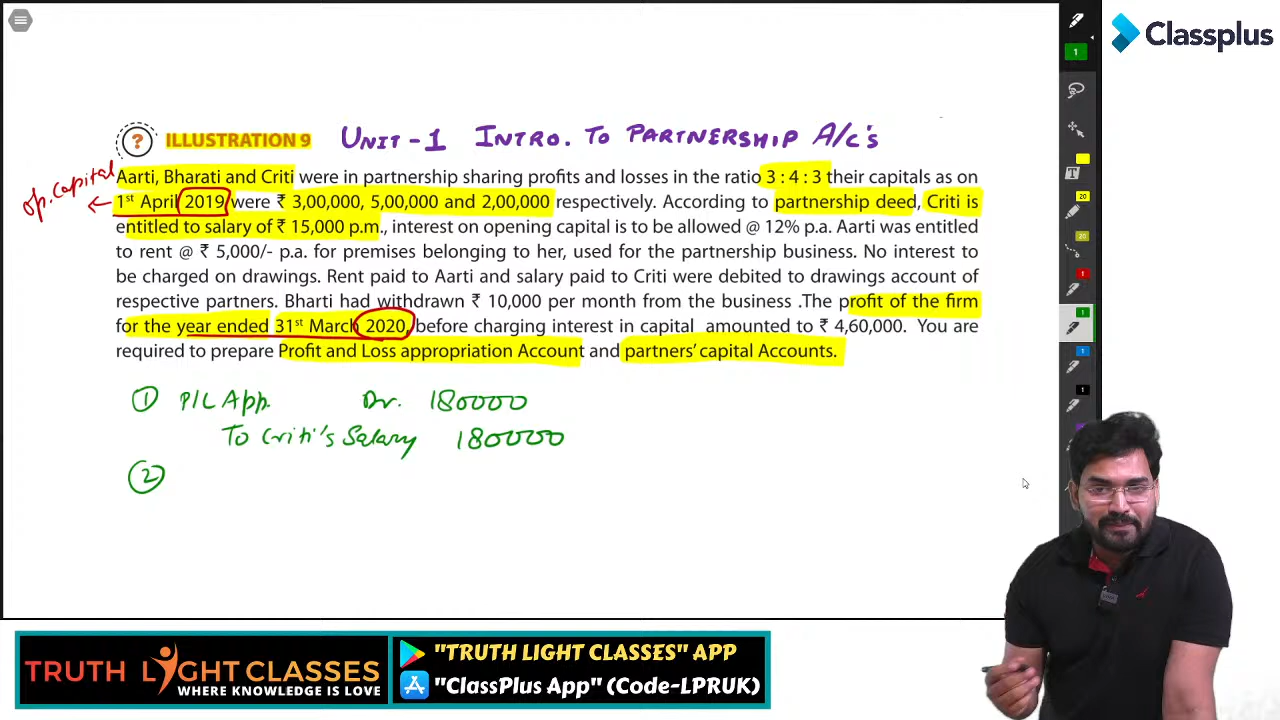 Classplus
1
? ILLUSTRATION 9 UNIT-1 INTRO. TO PARTNERSHIP A/C's
op. capital
Aarti, Bharati and Criti were in partnership sharing profits and losses in the ratio 3 : 4 : 3 their capitals as on
1st April 2019 were ₹ 3,00,000, 5,00,000 and 2,00,000 respectively. According to partnership deed, Criti is
entitled to salary of ₹ 15,000 p.m., interest on opening capital is to be allowed @ 12% p.a. Aarti was entitled
to rent @ ₹ 5,000/- p.a. for premises belonging to her, used for the partnership business. No interest to
be charged on drawings. Rent paid to Aarti and salary paid to Criti were debited to drawings account of
respective partners. Bharti had withdrawn ₹ 10,000 per month from the business .The profit of the firm
for the year ended 31st March 2020, before charging interest in capital amounted to ₹ 4,60,000. You are
required to prepare Profit and Loss appropriation Account and partners' capital Accounts.
① P/L App. Dr. 180000
To Criti's Salary 180000
②
T
20
20
1
1
1
1
TRUTH LIGHT CLASSES
WHERE KNOWLEDGE IS LOVE
"TRUTH LIGHT CLASSES" APP
"ClassPlus App" (Code-LPRUK)